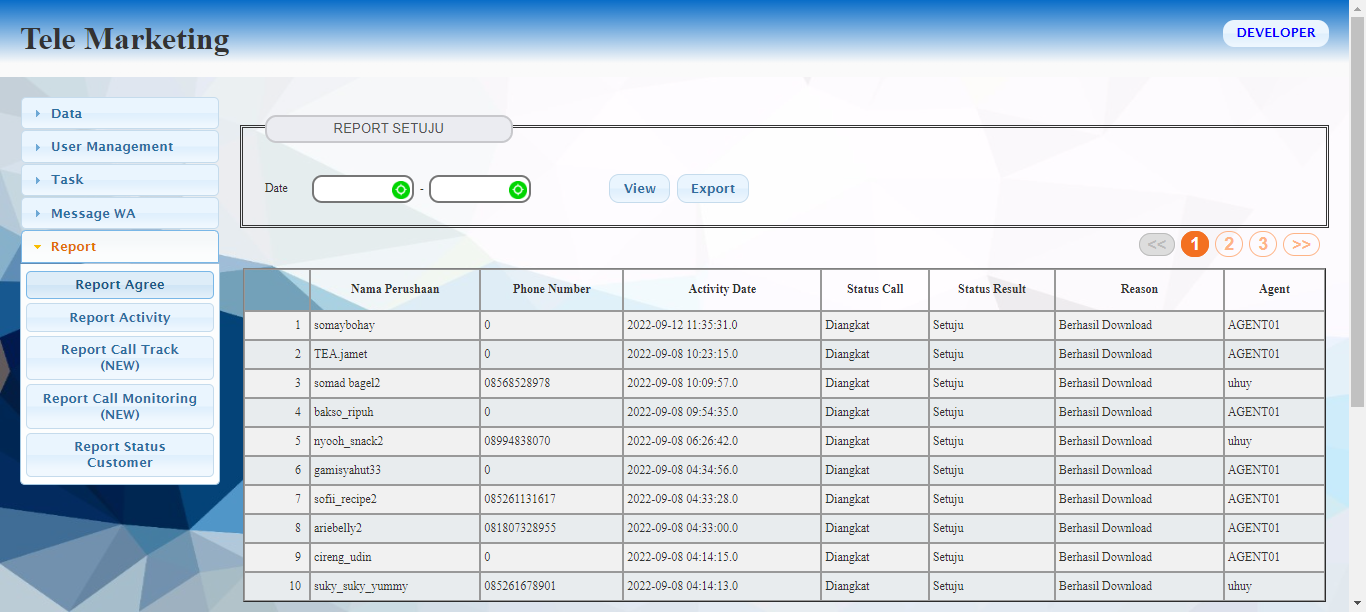 Tele Marketing
DEVELOPER
Data
User Management
Task
Message WA
Report
Report Agree
Report Activity
Report Call Track
(NEW)
Report Call Monitoring
(NEW)
Report Status
Customer
REPORT SETUJU
Date - View Export
<< 1 2 3 >>
Nama Perushaan Phone Number Activity Date Status Call Status Result Reason Agent
1 somaybohay 0 2022-09-12 11:35:31.0 Diangkat Setuju Berhasil Download AGENT01
2 TEA.jamet 0 2022-09-08 10:23:15.0 Diangkat Setuju Berhasil Download AGENT01
3 somad bagel2 08568528978 2022-09-08 10:09:57.0 Diangkat Setuju Berhasil Download uhuy
4 bakso_ripuh 0 2022-09-08 09:54:35.0 Diangkat Setuju Berhasil Download AGENT01
5 nyooh_snack2 08994838070 2022-09-08 06:26:42.0 Diangkat Setuju Berhasil Download uhuy
6 gamisyahut33 0 2022-09-08 04:34:56.0 Diangkat Setuju Berhasil Download AGENT01
7 sofii_recipe2 085261131617 2022-09-08 04:33:28.0 Diangkat Setuju Berhasil Download AGENT01
8 ariebelly2 081807328955 2022-09-08 04:33:00.0 Diangkat Setuju Berhasil Download AGENT01
9 cireng_udin 0 2022-09-08 04:14:15.0 Diangkat Setuju Berhasil Download AGENT01
10 suky_suky_yummy 085261678901 2022-09-08 04:14:13.0 Diangkat Setuju Berhasil Download uhuy